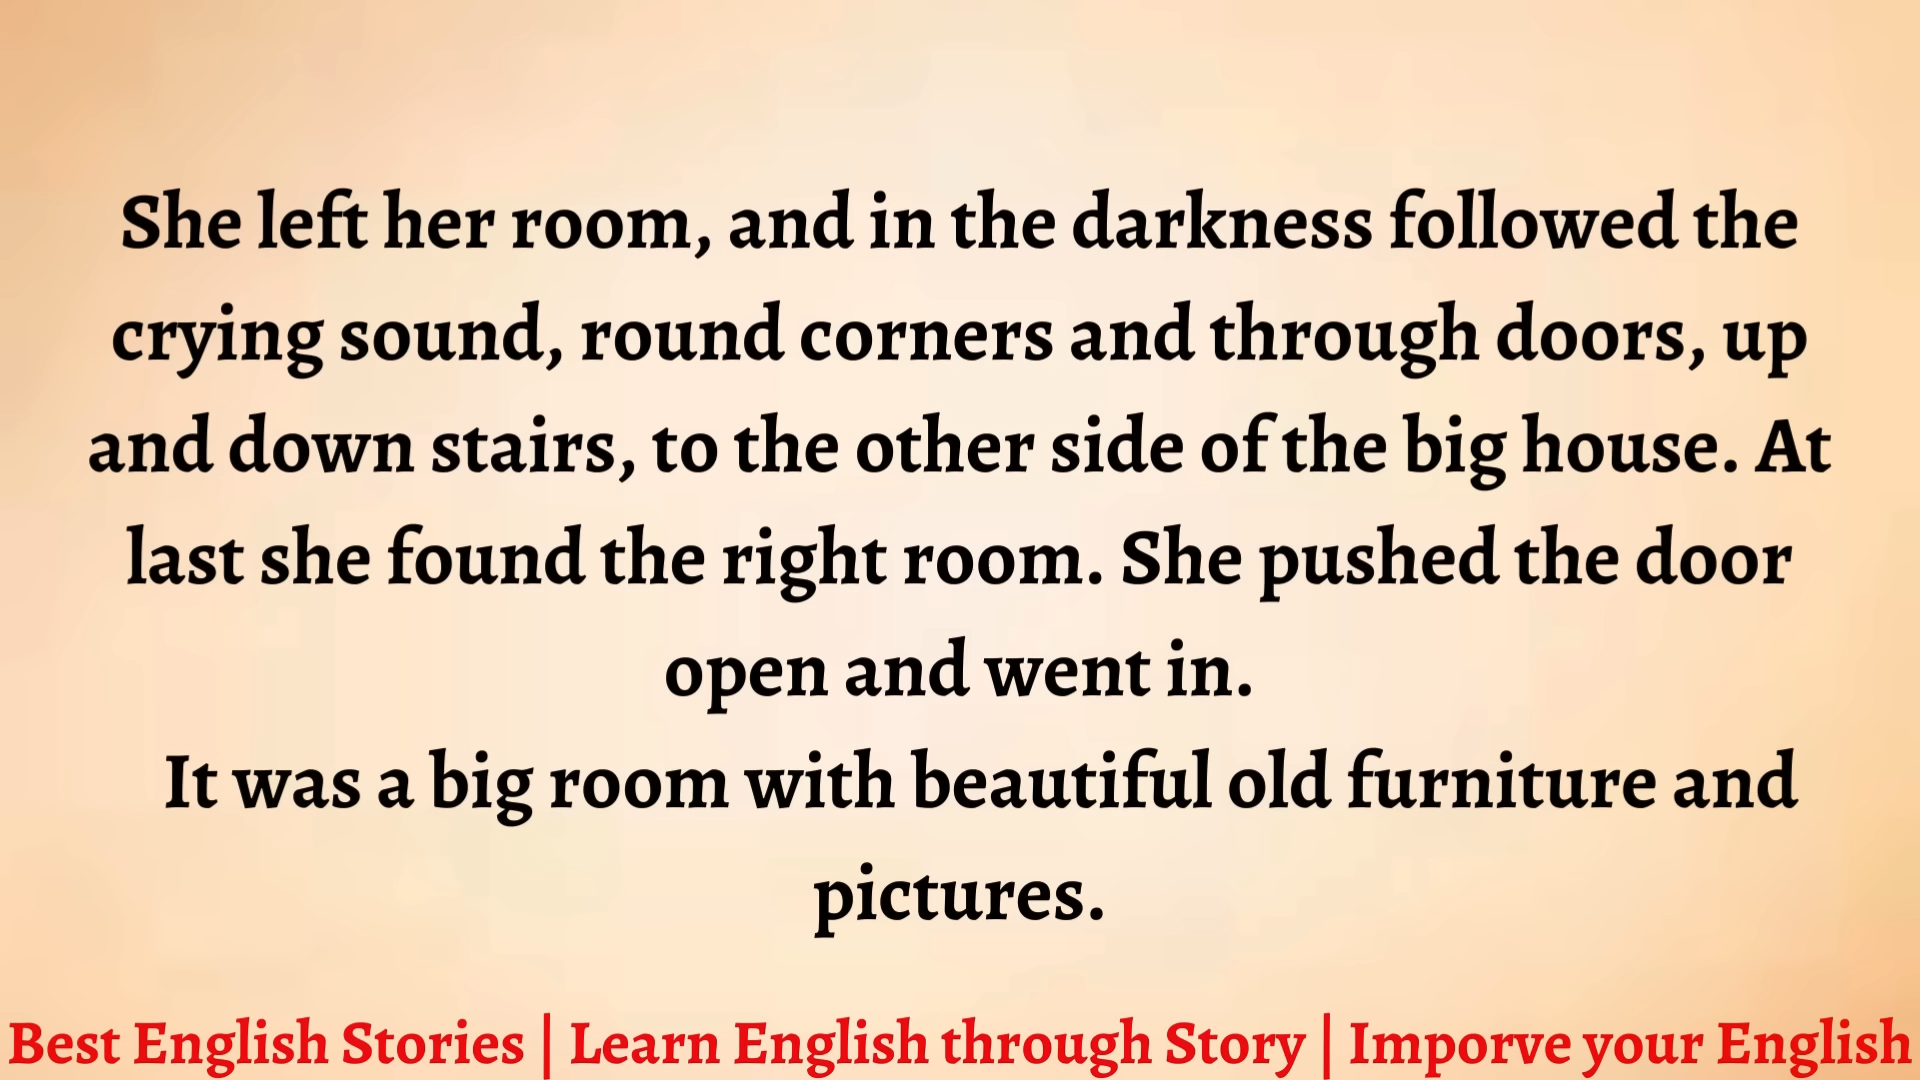 She left her room, and in the darkness followed the
crying sound, round corners and through doors, up
and down stairs, to the other side of the big house. At
last she found the right room. She pushed the door
open and went in.
It was a big room with beautiful old furniture and
pictures.
Best English Stories | Learn English through Story | Imporve your English